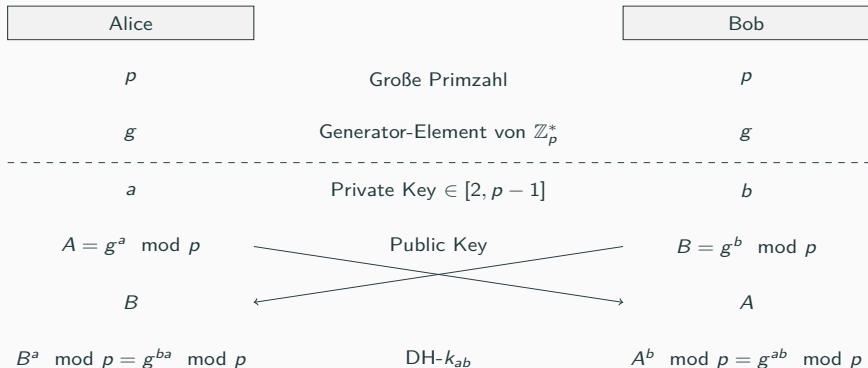 Alice Bob
p Große Primzahl p
g Generator-Element von ℤ*ₚ g
a Private Key ∈ [2, p − 1] b
A = gᵃ mod p Public Key B = gᵇ mod p
B A
Bᵃ mod p = gᵇᵃ mod p DH-kₐb Aᵇ mod p = gᵃᵇ mod p